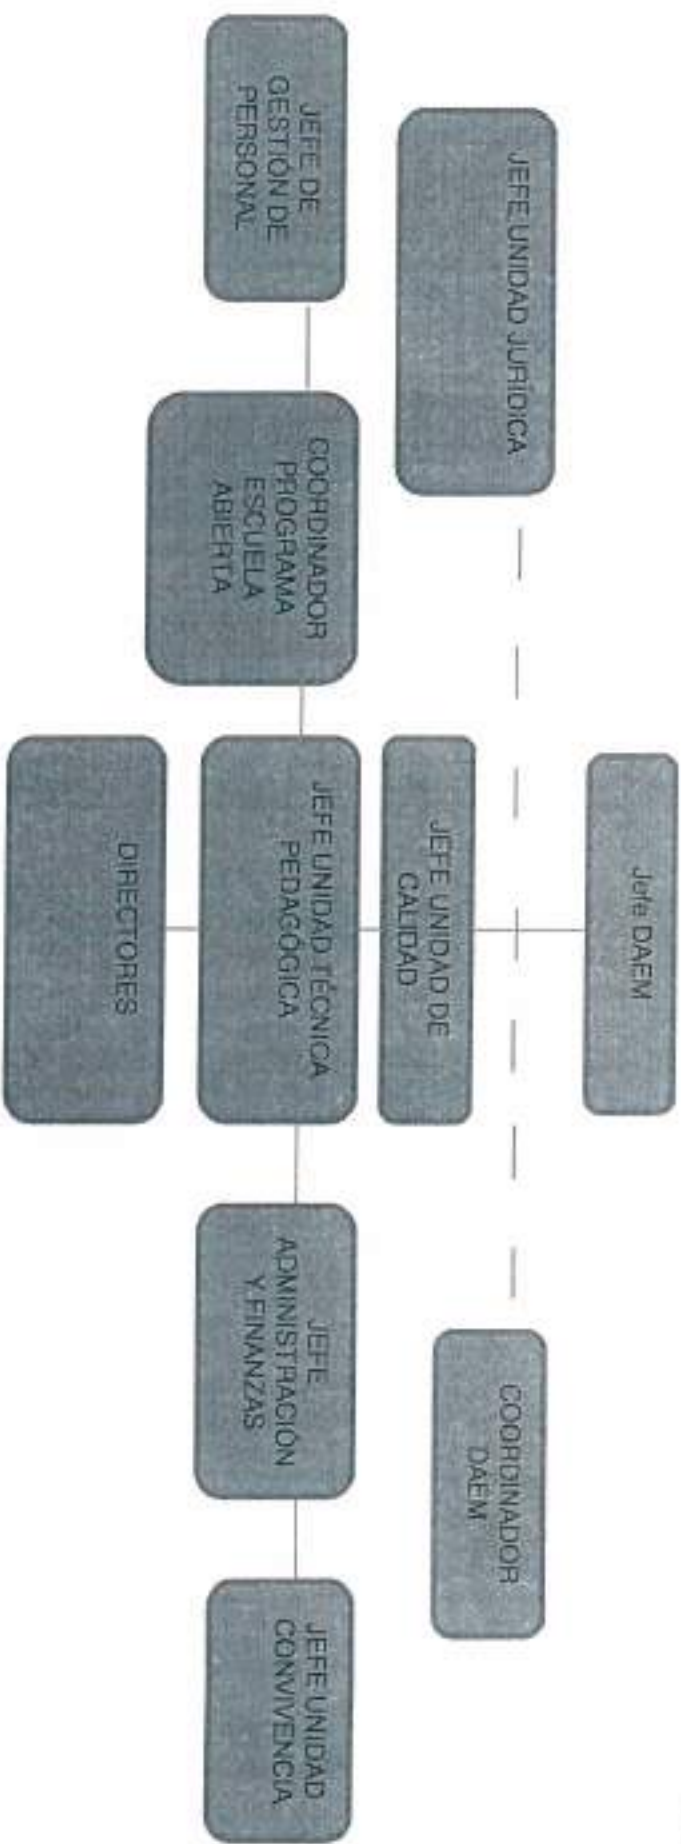 Jefe DAEM
JEFE UNIDAD JURÍDICA
COORDINADOR
DAEM
JEFE UNIDAD DE
CALIDAD
JEFE DE
GESTIÓN DE
PERSONAL
COORDINADOR
PROGRAMA
ESCUELA
ABIERTA
JEFE UNIDAD TÉCNICA
PEDAGÓGICA
JEFE
ADMINISTRACIÓN
Y FINANZAS
JEFE UNIDAD
CONVIVENCIA
DIRECTORES